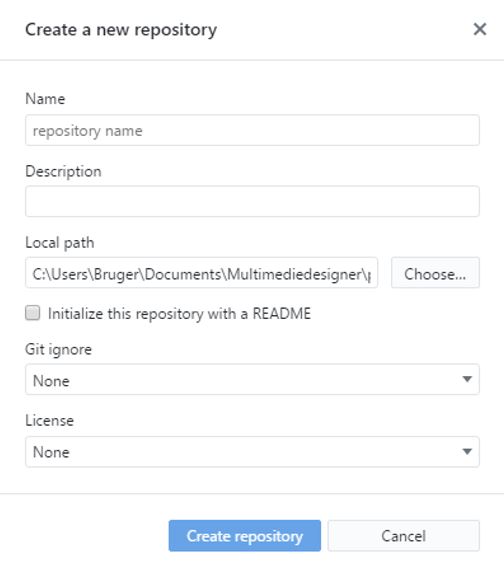 Create a new repository
Name
repository name
Description
Local path
C:\Users\Bruger\Documents\Multimediedesigner\
Choose...
Initialize this repository with a README
Git ignore
None
License
None
Create repository
Cancel